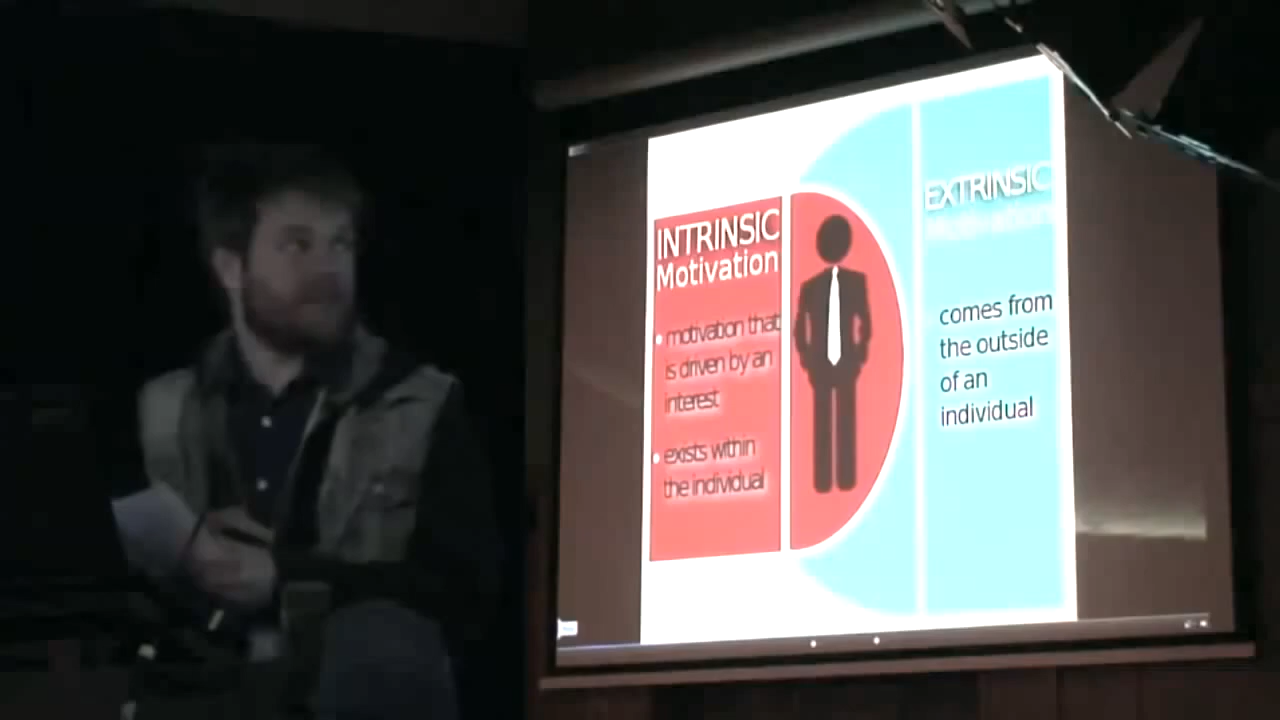 INTRINSIC
Motivation
motivation that
is driven by an
interest
exists within
the individual
EXTRINSIC
Motivation
comes from
the outside
of an
individual